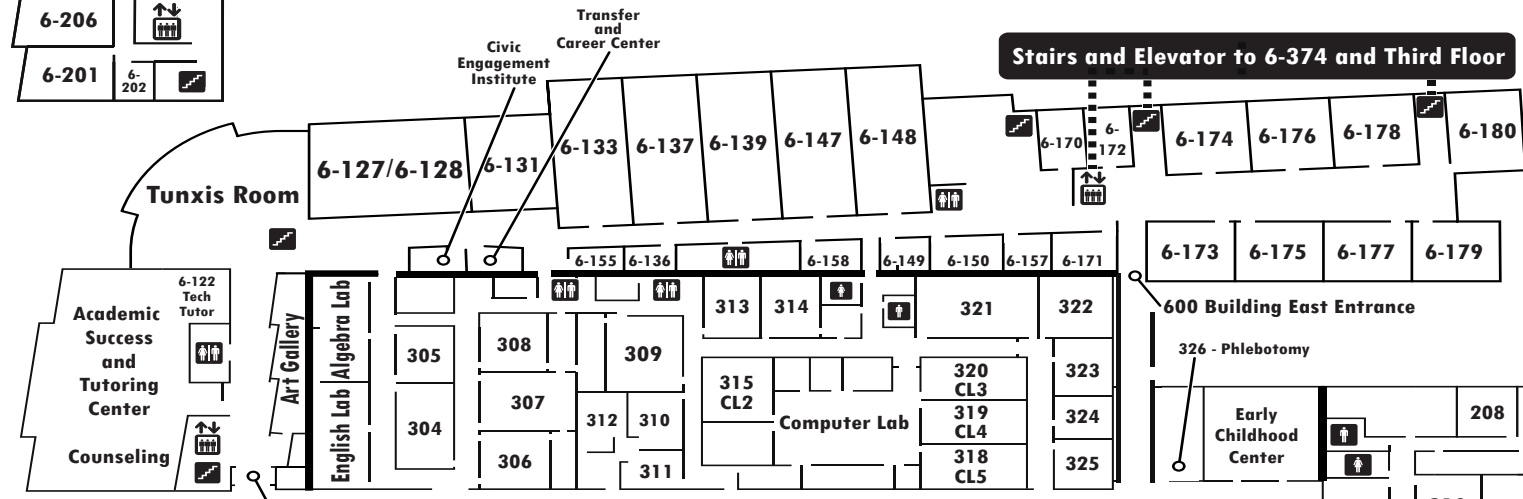 6-206
6-201
6-
202
Transfer
and
Career Center
Civic
Engagement
Institute
Stairs and Elevator to 6-374 and Third Floor
6-127/6-128
6-131
6-133
6-137
6-139
6-147
6-148
6-170
6-
172
6-174
6-176
6-178
6-180
Tunxis Room
6-155
6-136
6-158
6-149
6-150
6-157
6-171
6-173
6-175
6-177
6-179
6-122
Tech
Tutor
Academic
Success
and
Tutoring
Center
Counseling
Art Gallery
Algebra Lab
English Lab
305
304
308
307
306
309
312
310
311
313
314
315
CL2
Computer Lab
321
322
320
CL3
319
CL4
318
CL5
323
324
325
600 Building East Entrance
326 - Phlebotomy
Early
Childhood
Center
208